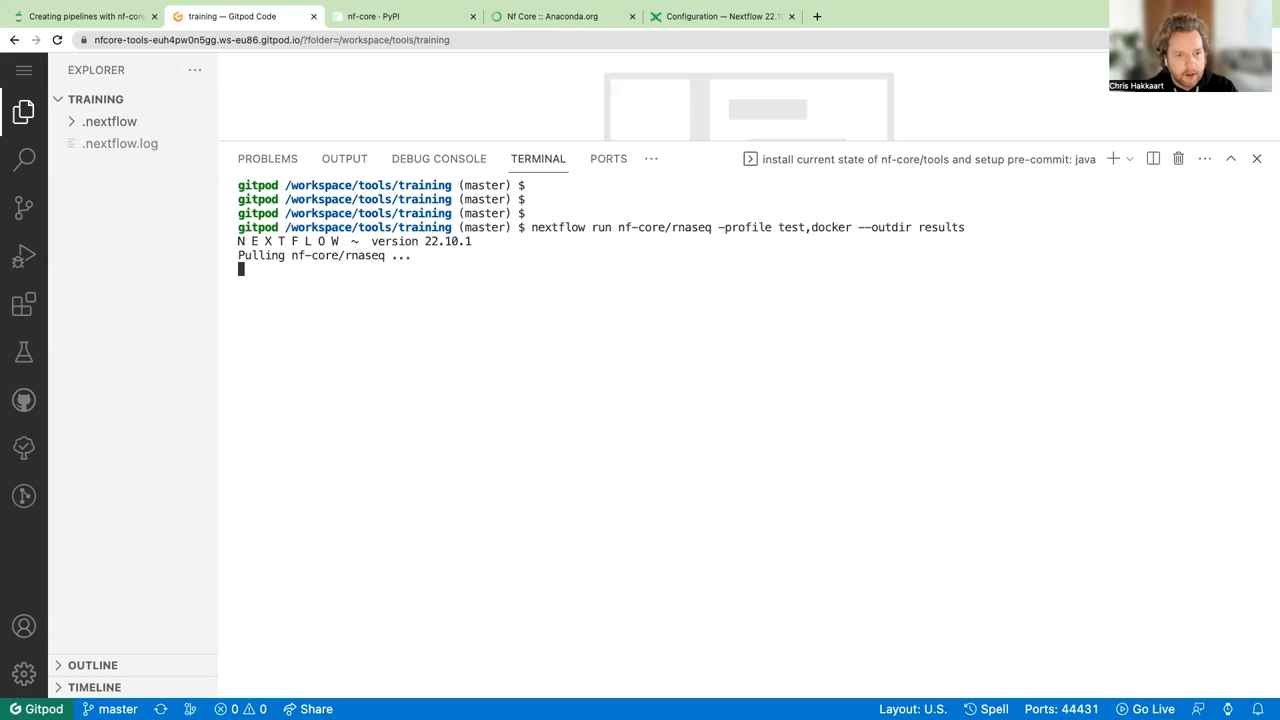 Creating pipelines with nf-cor
training — Gitpod Code
nf-core · PyPI
Nf Core :: Anaconda.org
Configuration — Nextflow 22.1
nfcore-tools-euh4pw0n5gg.ws-eu86.gitpod.io/?folder=/workspace/tools/training
Chris Hakkaart
EXPLORER
TRAINING
.nextflow
.nextflow.log
PROBLEMS OUTPUT DEBUG CONSOLE TERMINAL PORTS
install current state of nf-core/tools and setup pre-commit: java
gitpod /workspace/tools/training (master) $
gitpod /workspace/tools/training (master) $
gitpod /workspace/tools/training (master) $
gitpod /workspace/tools/training (master) $ nextflow run nf-core/rnaseq -profile test,docker --outdir results
N E X T F L O W ~ version 22.10.1
Pulling nf-core/rnaseq ...
OUTLINE
TIMELINE
Gitpod master 0 0 Share Layout: U.S. Spell Ports: 44431 Go Live